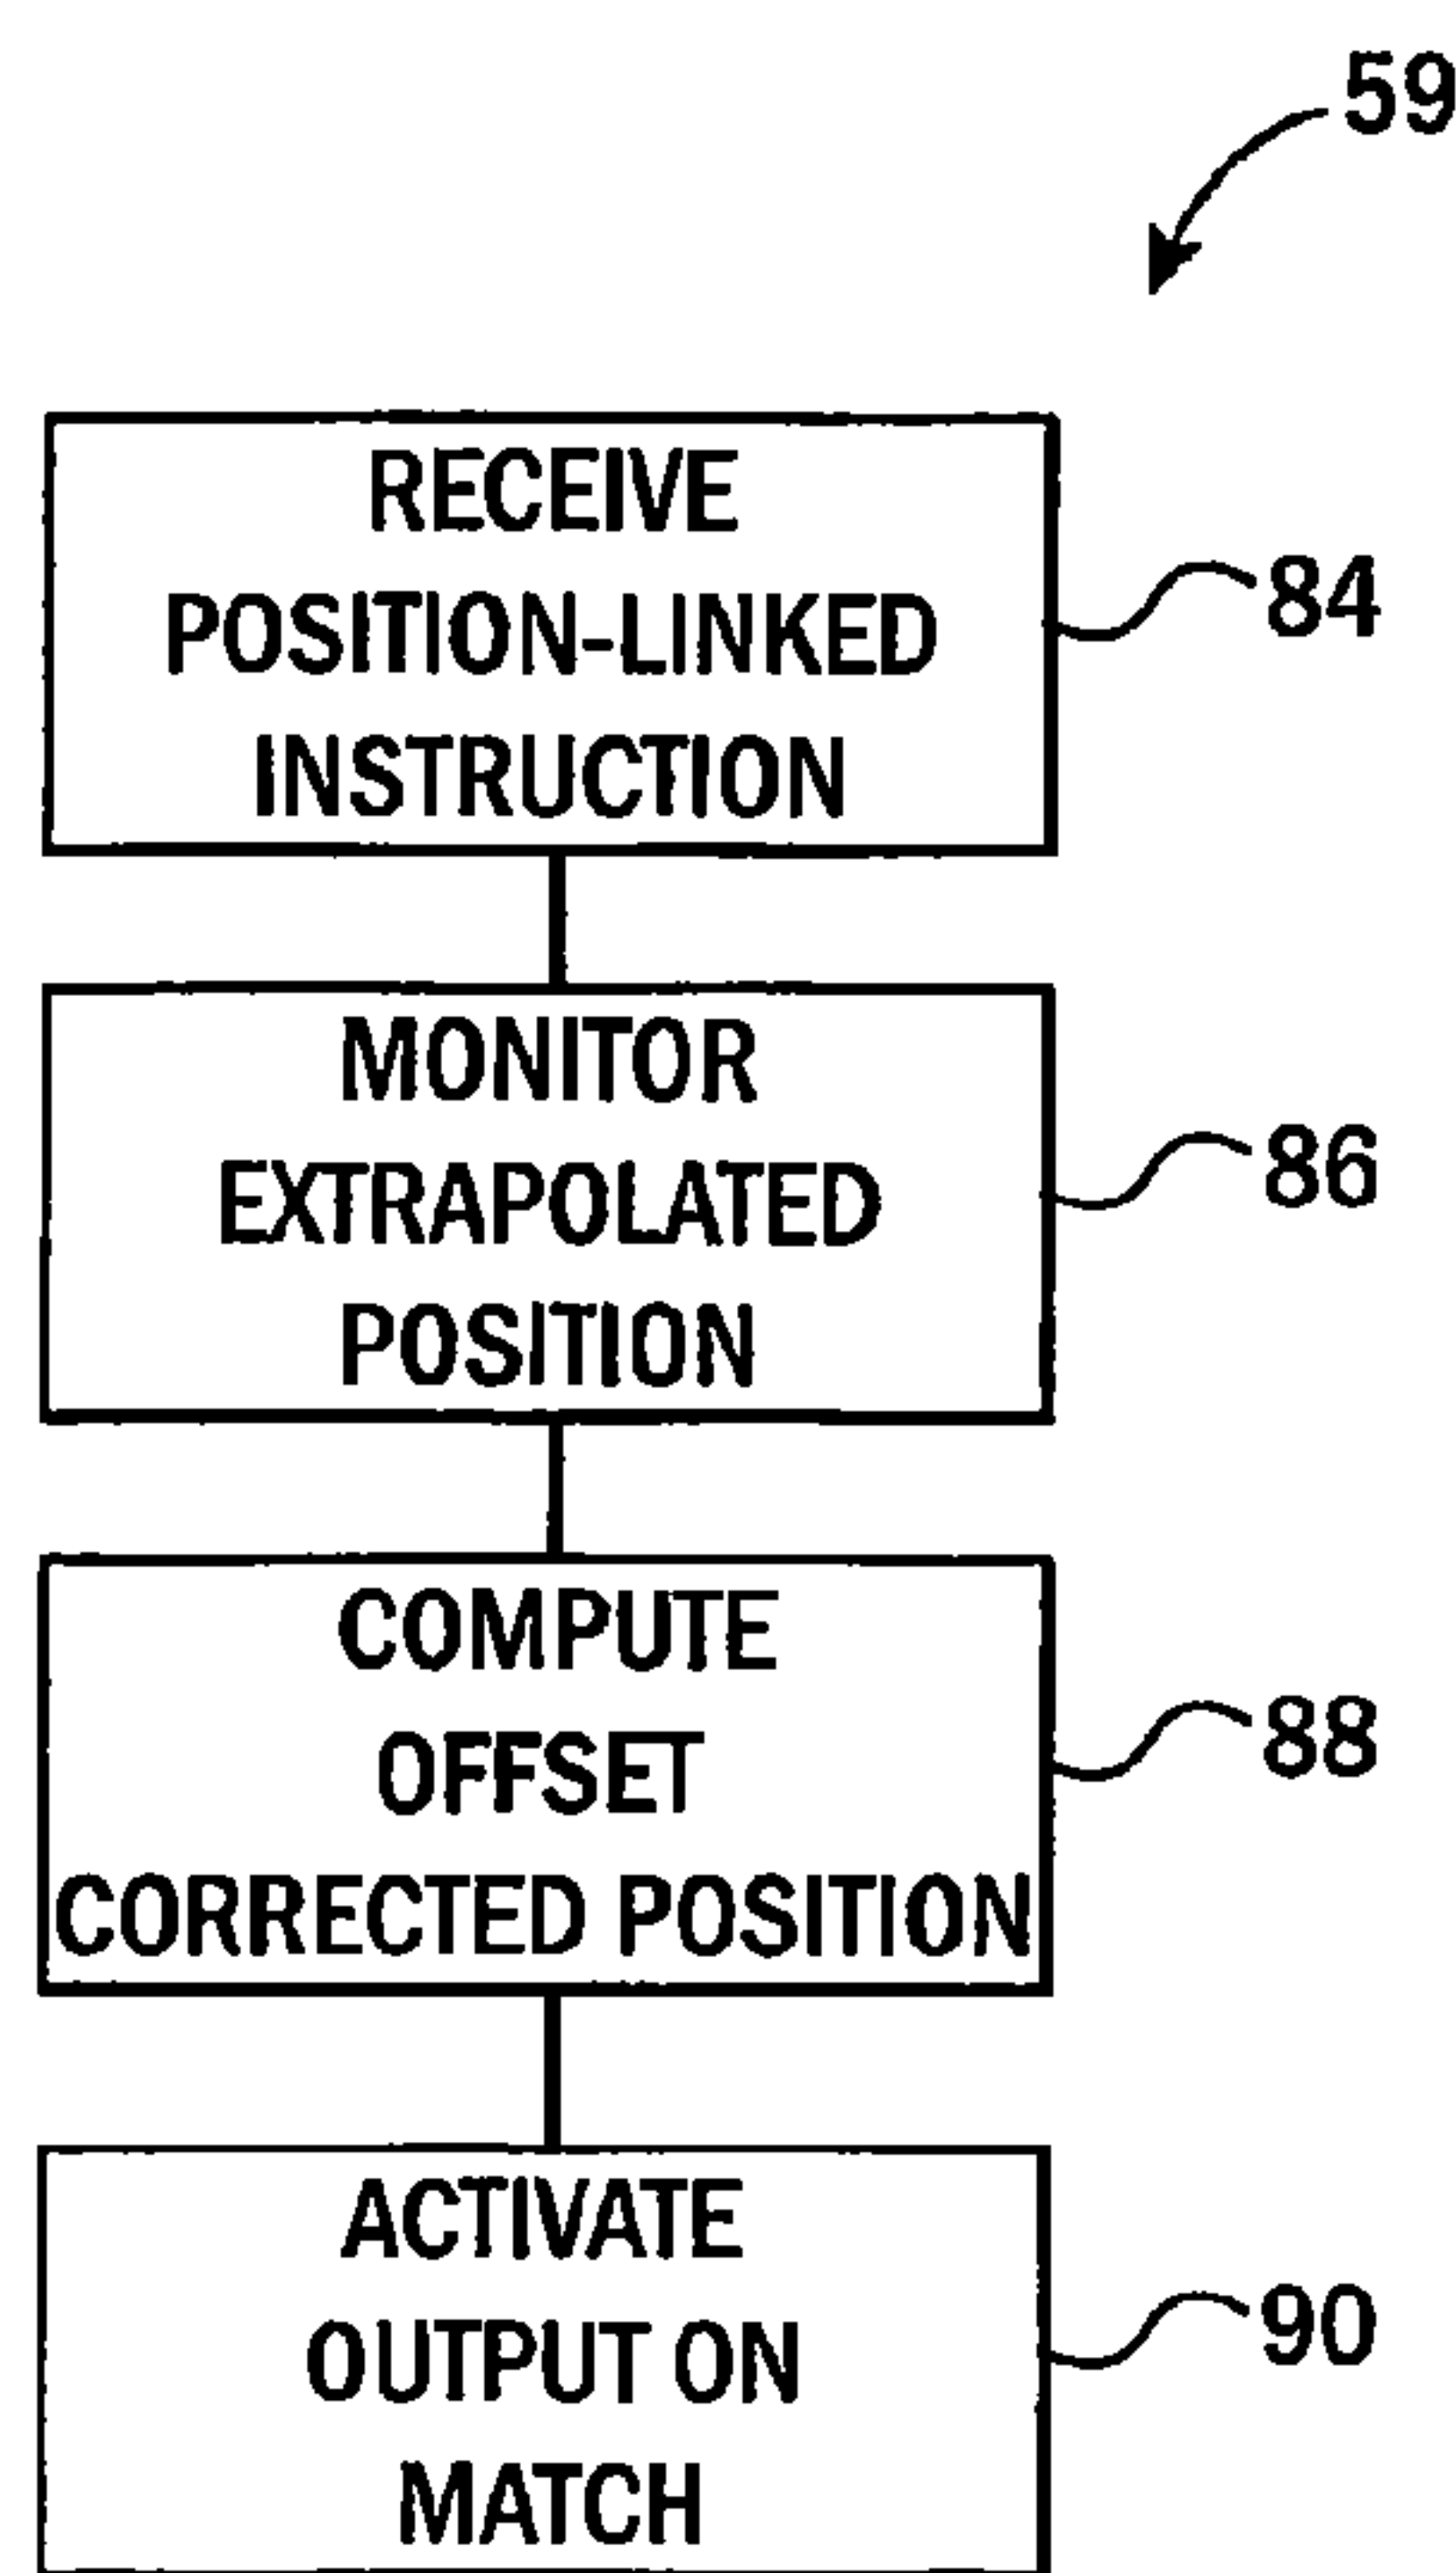 59
RECEIVE
POSITION-LINKED
INSTRUCTION
84
MONITOR
EXTRAPOLATED
POSITION
86
COMPUTE
OFFSET
CORRECTED POSITION
88
ACTIVATE
OUTPUT ON
MATCH
90